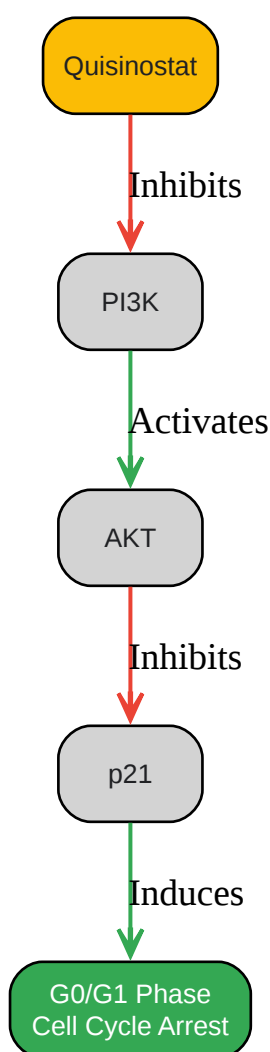 Quisinostat
Inhibits
PI3K
Activates
AKT
Inhibits
p21
Induces
G0/G1 Phase
Cell Cycle Arrest